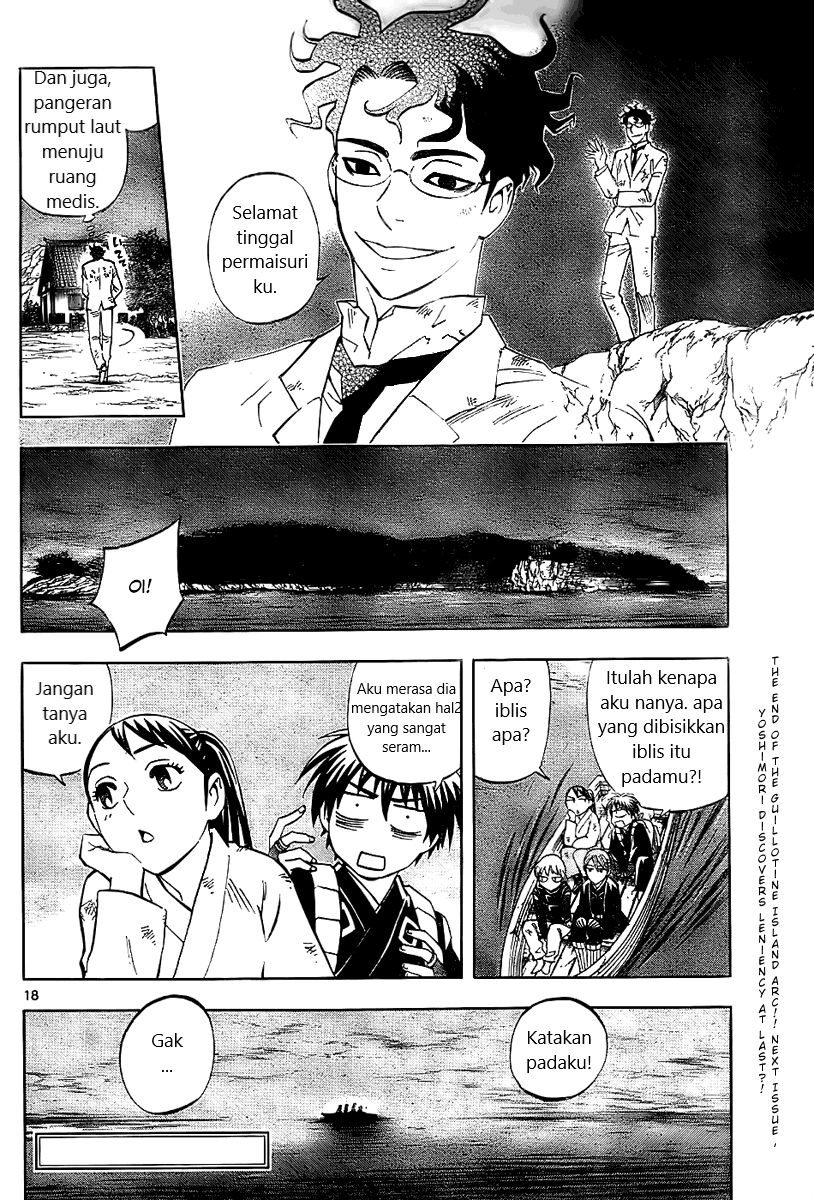 Dan juga,
pangeran
rumput laut
menuju
ruang
medis.
Selamat
tinggal
permaisuri
ku.
OI!
Itulah kenapa
aku nanya. apa
yang dibisikkan
iblis itu
padamu?!
Apa?
iblis
apa?
Aku merasa dia
mengatakan hal2
yang sangat
seram...
Jangan
tanya
aku.
THE END OF THE GUILLOTINE ISLAND ARC!! NEXT ISSUE,
YOSHIMORI DISCOVERS LENIENCY AT LAST?!
18
Katakan
padaku!
Gak
...